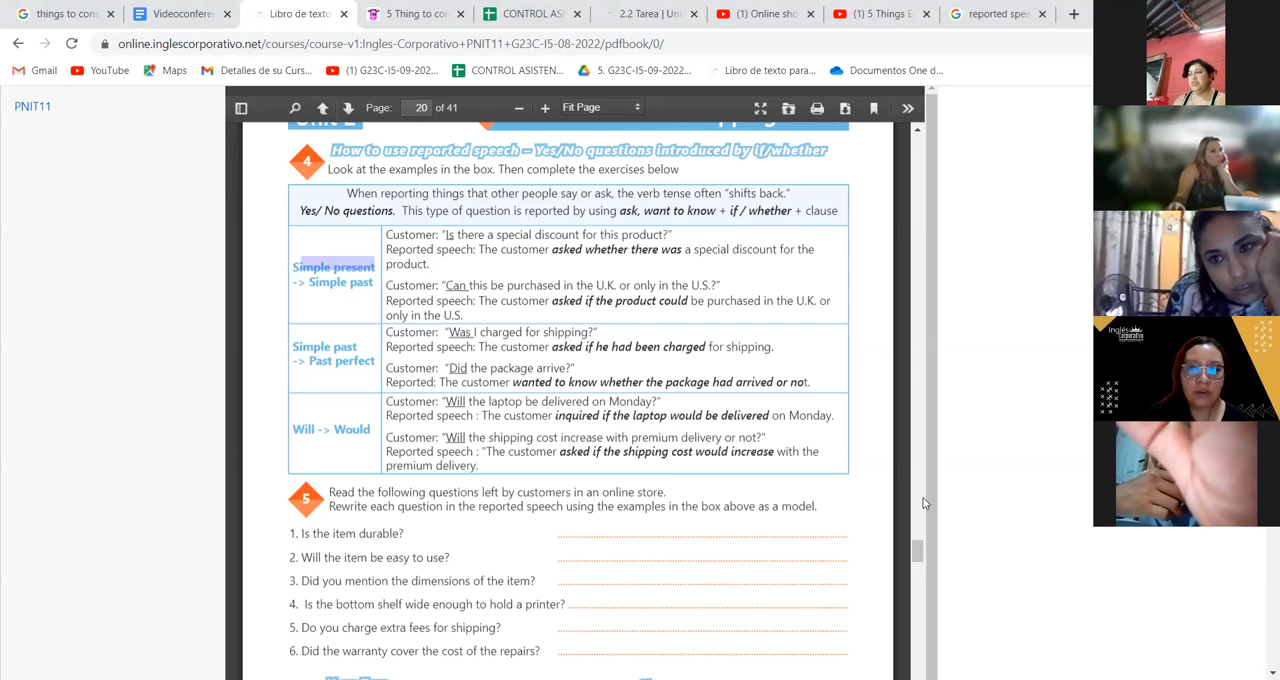 things to cons
Videoconferen
Libro de texto
5 Thing to con
CONTROL ASI
2.2 Tarea | Uni
(1) Online sho
(1) 5 Things Ev
reported spee
online.inglescorporativo.net/courses/course-v1:Ingles-Corporativo+PNIT11+G23C-I5-08-2022/pdfbook/0/
Gmail
YouTube
Maps
Detalles de su Curs...
(1) G23C-I5-09-202...
CONTROL ASISTEN...
5. G23C-I5-09-2022...
Libro de texto para...
Documentos One d...
PNIT11
Page: 20 of 41
Fit Page
4 How to use reported speech – Yes/No questions introduced by if/whether
Look at the examples in the box. Then complete the exercises below
When reporting things that other people say or ask, the verb tense often "shifts back."
Yes/ No questions. This type of question is reported by using ask, want to know + if / whether + clause
Simple present
-> Simple past
Customer: "Is there a special discount for this product?"
Reported speech: The customer asked whether there was a special discount for the
product.
Customer: "Can this be purchased in the U.K. or only in the U.S.?"
Reported speech: The customer asked if the product could be purchased in the U.K. or
only in the U.S.
Simple past
-> Past perfect
Customer: "Was I charged for shipping?"
Reported speech: The customer asked if he had been charged for shipping.
Customer: "Did the package arrive?"
Reported: The customer wanted to know whether the package had arrived or not.
Will -> Would
Customer: "Will the laptop be delivered on Monday?"
Reported speech : The customer inquired if the laptop would be delivered on Monday.
Customer: "Will the shipping cost increase with premium delivery or not?"
Reported speech : "The customer asked if the shipping cost would increase with the
premium delivery.
5 Read the following questions left by customers in an online store.
Rewrite each question in the reported speech using the examples in the box above as a model.
1. Is the item durable?
2. Will the item be easy to use?
3. Did you mention the dimensions of the item?
4. Is the bottom shelf wide enough to hold a printer?
5. Do you charge extra fees for shipping?
6. Did the warranty cover the cost of the repairs?
Inglés
Corporativo